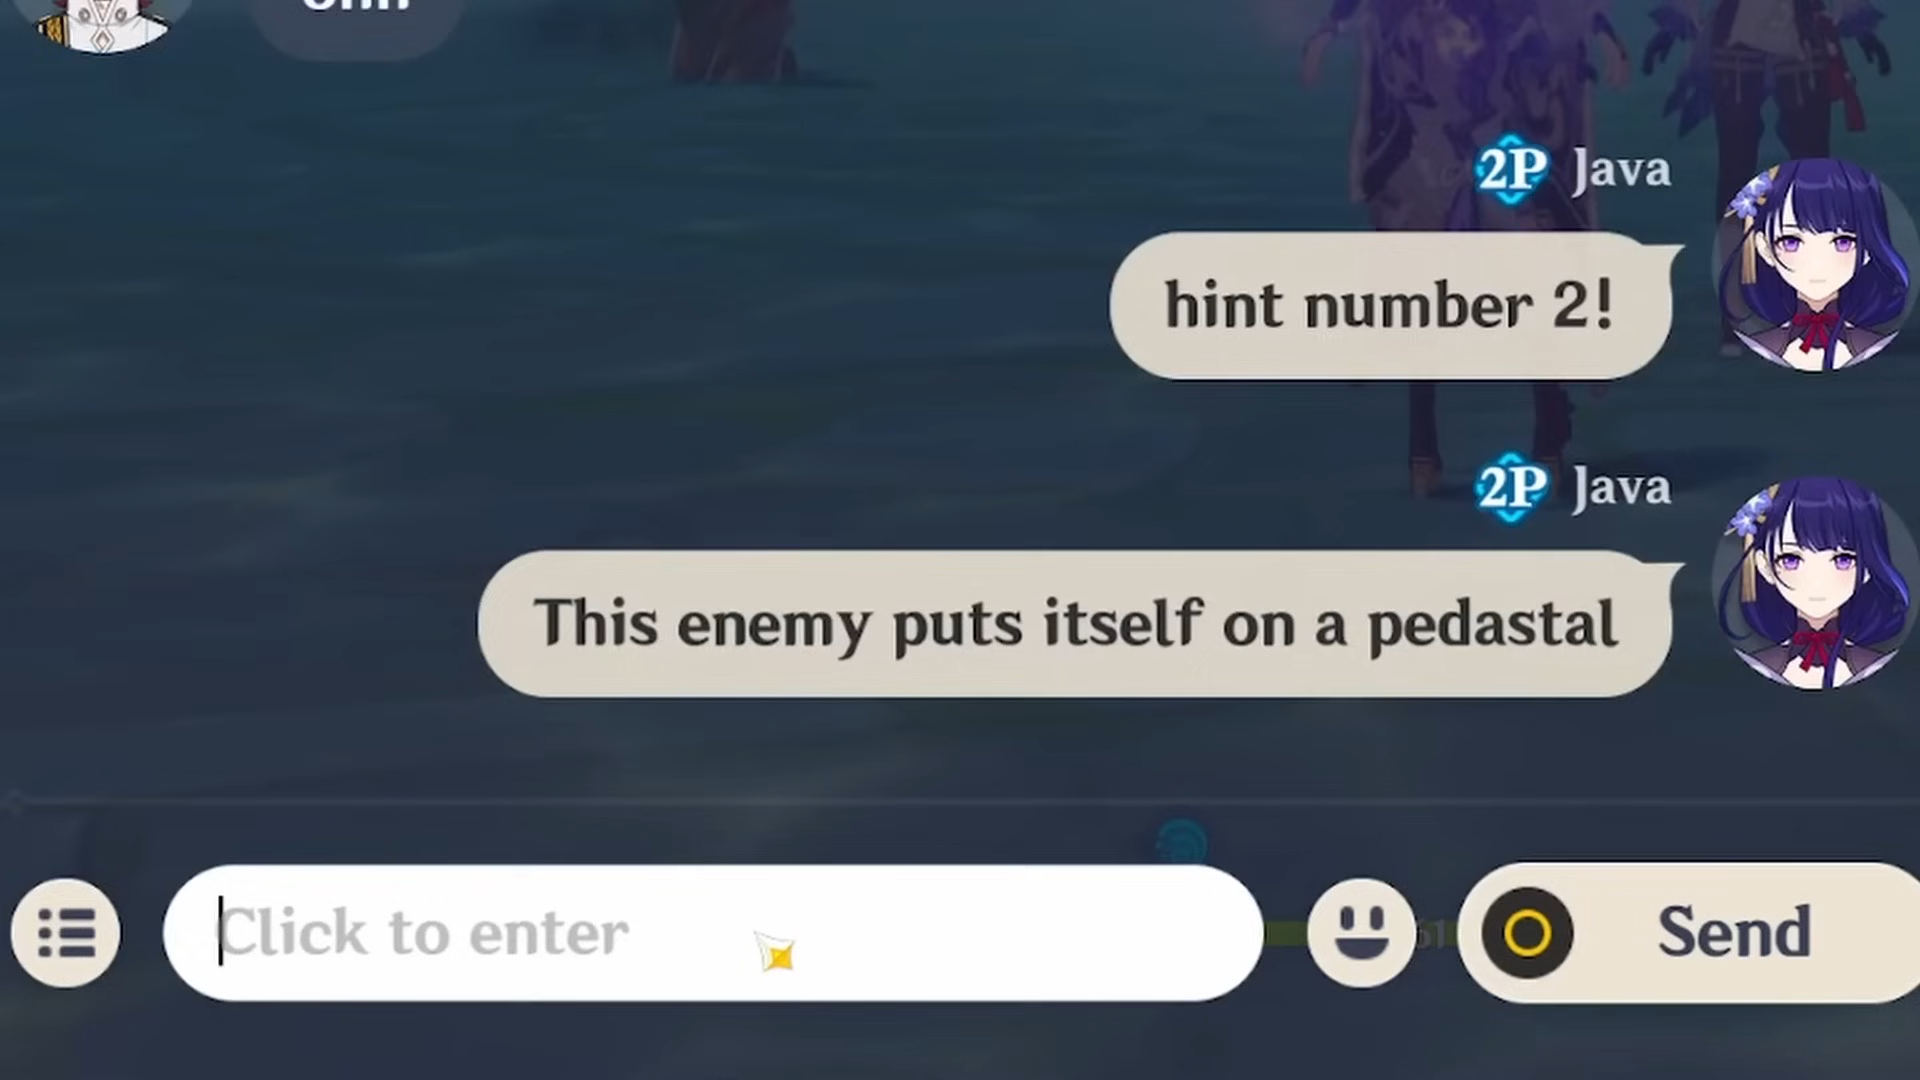 2P Java
hint number 2!
2P Java
This enemy puts itself on a pedastal
Click to enter
Send